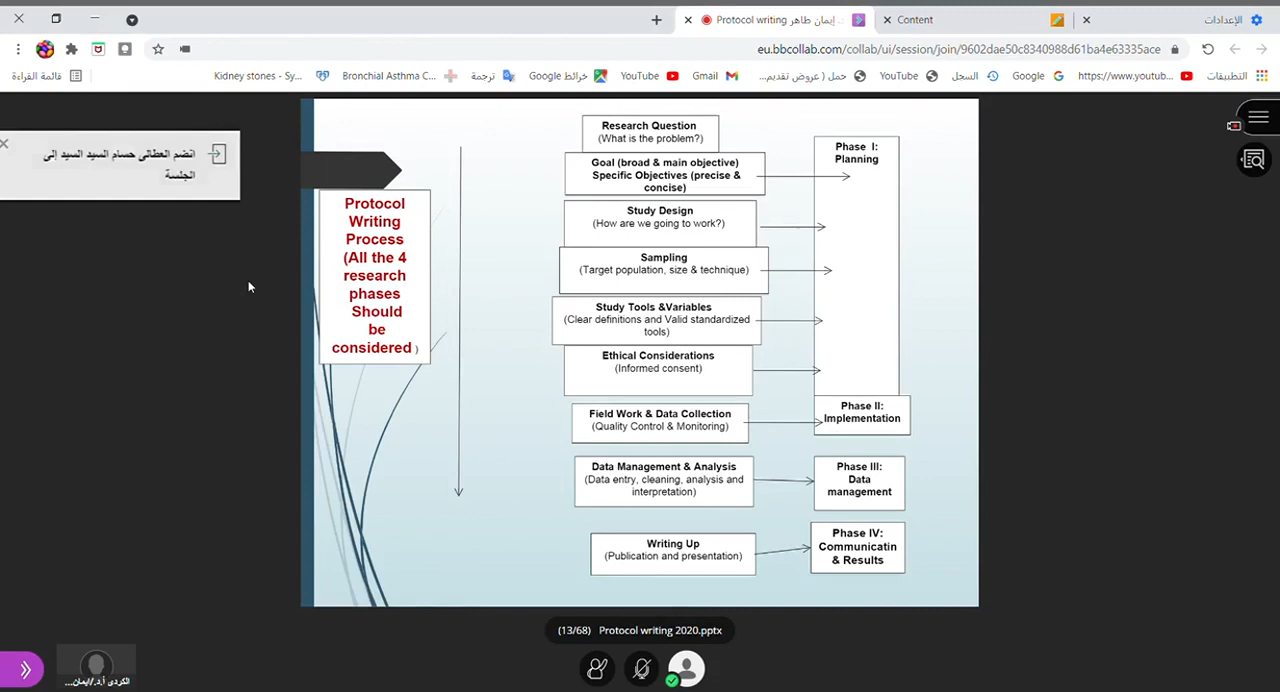 Protocol writing إيمان طاهر ...
Content
الإعدادات
eu.bbcollab.com/collab/ui/session/join/9602dae50c8340988d61ba4e63335ace
قائمة القراءة
Kidney stones - Sy...
Bronchial Asthma C...
ترجمة
خرائط Google
YouTube
Gmail
حمل ( عروض تقديم...
YouTube
السجل
Google
https://www.youtub...
التطبيقات
انضم العطالى حسام السيد السيد إلى
الجلسة
Protocol
Writing
Process
(All the 4
research
phases
Should
be
considered )
Research Question
(What is the problem?)
Goal (broad & main objective)
Specific Objectives (precise &
concise)
Study Design
(How are we going to work?)
Sampling
(Target population, size & technique)
Study Tools &Variables
(Clear definitions and Valid standardized
tools)
Ethical Considerations
(Informed consent)
Field Work & Data Collection
(Quality Control & Monitoring)
Data Management & Analysis
(Data entry, cleaning, analysis and
interpretation)
Writing Up
(Publication and presentation)
Phase I:
Planning
Phase II:
Implementation
Phase III:
Data
management
Phase IV:
Communicatin
& Results
(13/68) Protocol writing 2020.pptx
الكردى أ.د./ايمان...